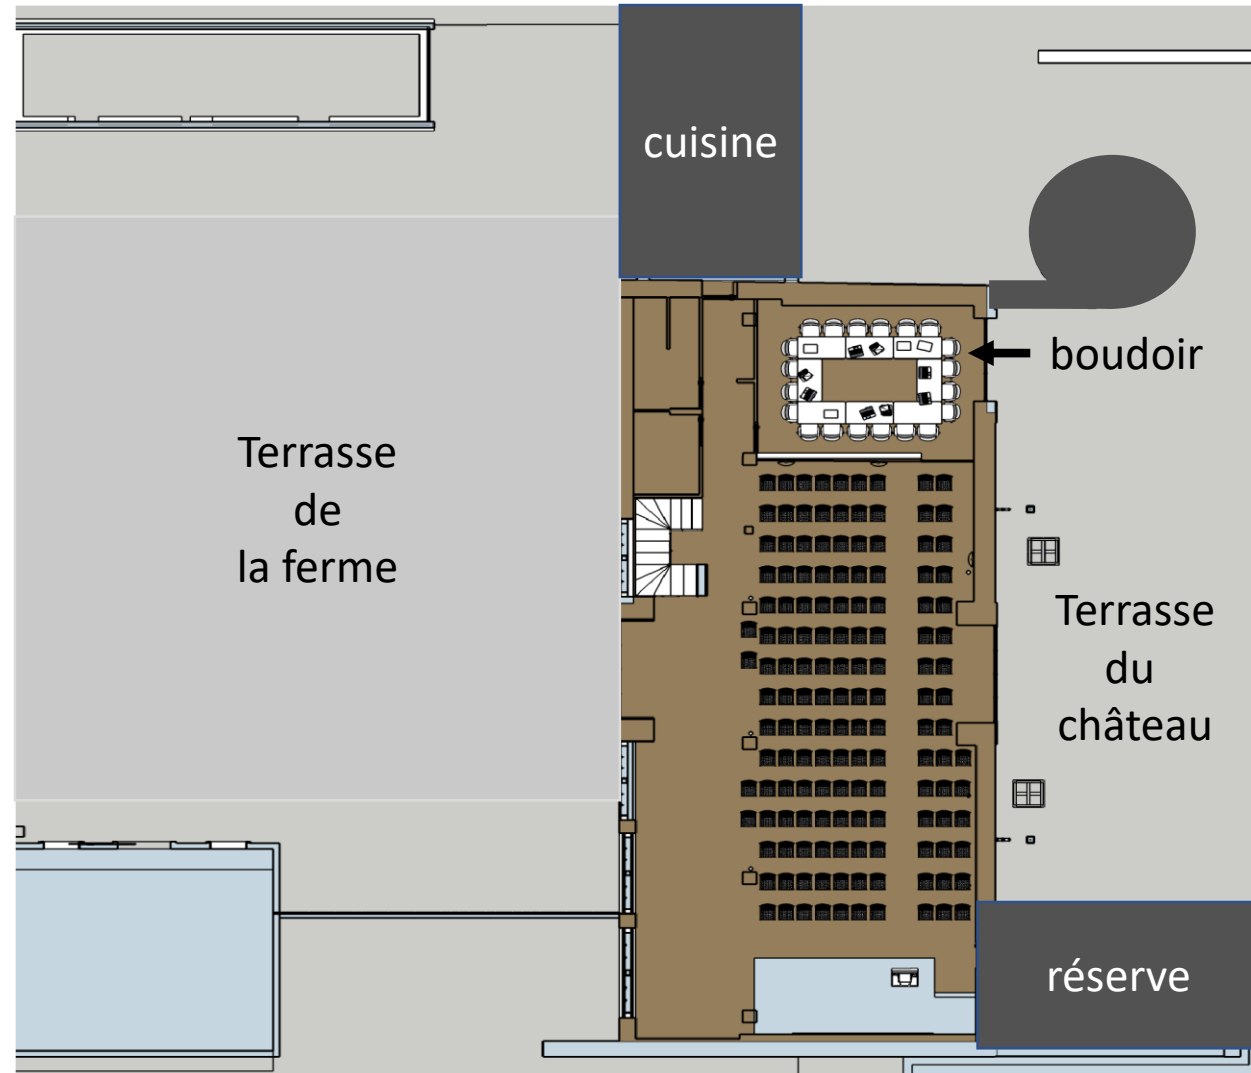 cuisine
boudoir
Terrasse
de
la ferme
Terrasse
du
château
réserve